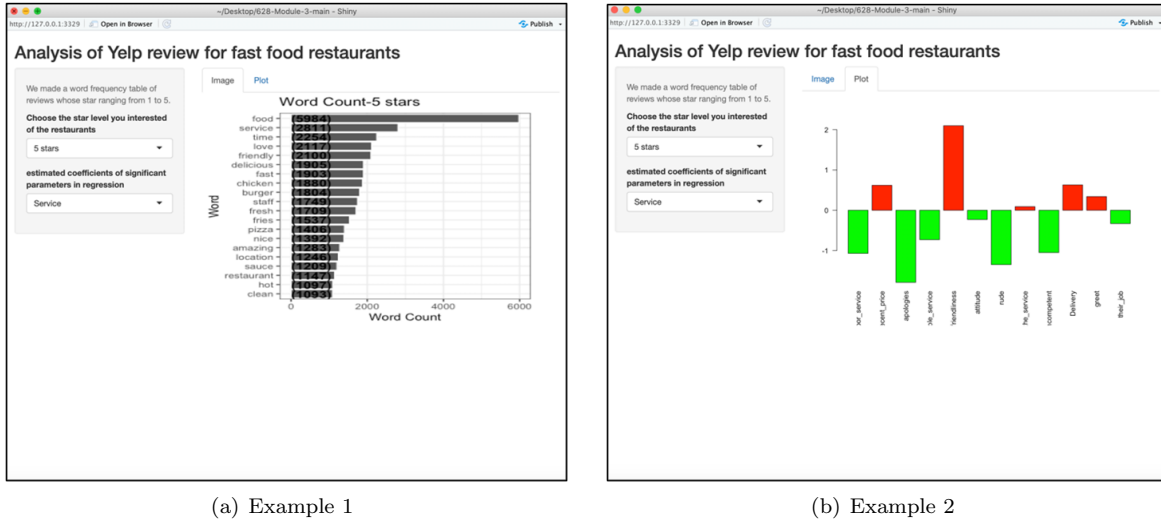 ~/Desktop/628-Module-3-main - Shiny
http://127.0.0.1:3329 Open in Browser Publish
Analysis of Yelp review for fast food restaurants
We made a word frequency table of
reviews whose star ranging from 1 to 5.
Choose the star level you interested
of the restaurants
5 stars
estimated coefficients of significant
parameters in regression
Service
Image Plot
Word Count-5 stars
Word
food (5984)
service (2811)
time (2254)
love (2117)
friendly (2100)
delicious (1905)
fast (1903)
chicken (1880)
burger (1804)
staff (1749)
fresh (1709)
fries (1537)
pizza (1406)
nice (1392)
amazing (1283)
location (1246)
sauce (1209)
restaurant (1147)
hot (1097)
clean (1093)
0 2000 4000 6000
Word Count
(a) Example 1
~/Desktop/628-Module-3-main - Shiny
http://127.0.0.1:3329 Open in Browser Publish
Analysis of Yelp review for fast food restaurants
We made a word frequency table of
reviews whose star ranging from 1 to 5.
Choose the star level you interested
of the restaurants
5 stars
estimated coefficients of significant
parameters in regression
Service
Image Plot
2
1
0
-1
or_service
cent_price
apologies
ole_service
riendliness
attitude
rude
he_service
competent
Delivery
greet
their_job
(b) Example 2